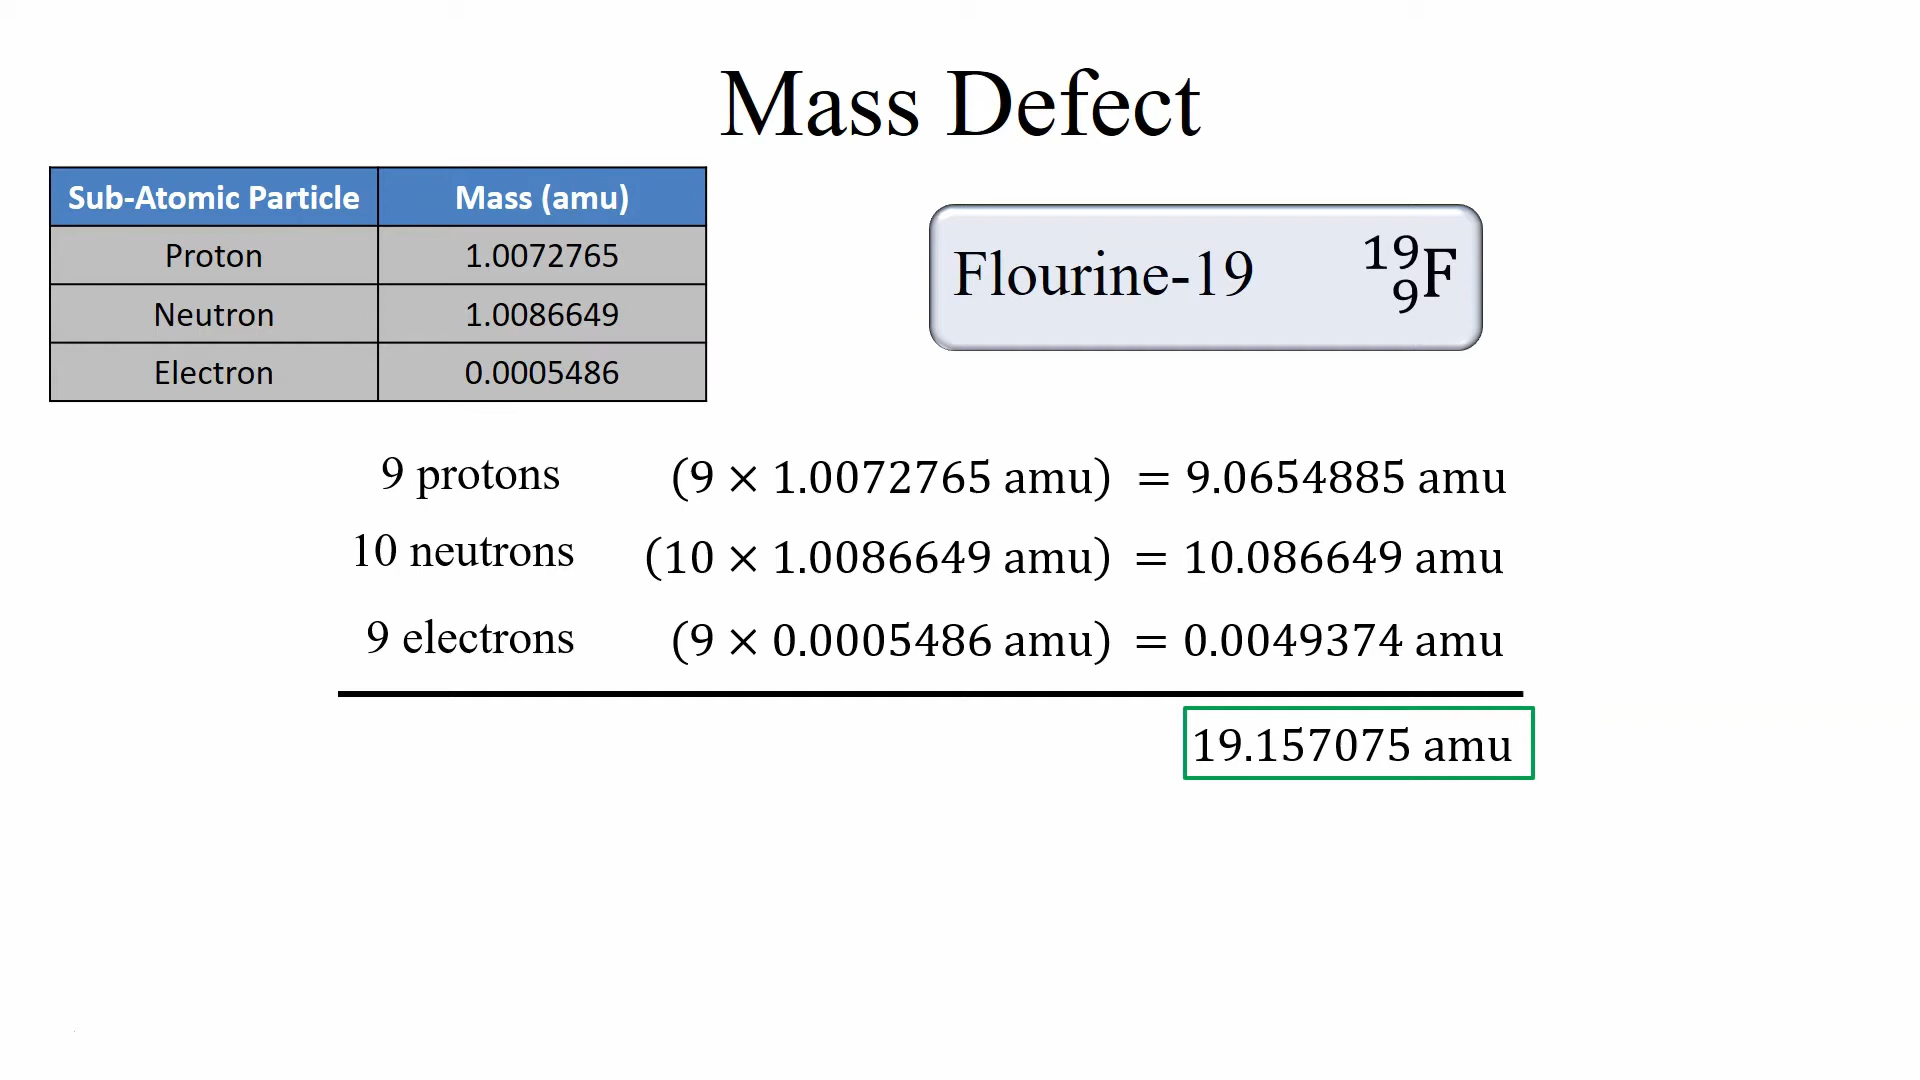 Mass Defect
Sub-Atomic Particle Mass (amu)
Proton 1.0072765
Neutron 1.0086649
Electron 0.0005486
Flourine-19 ¹⁹₉F
9 protons (9 × 1.0072765 amu) = 9.0654885 amu
10 neutrons (10 × 1.0086649 amu) = 10.086649 amu
9 electrons (9 × 0.0005486 amu) = 0.0049374 amu
19.157075 amu